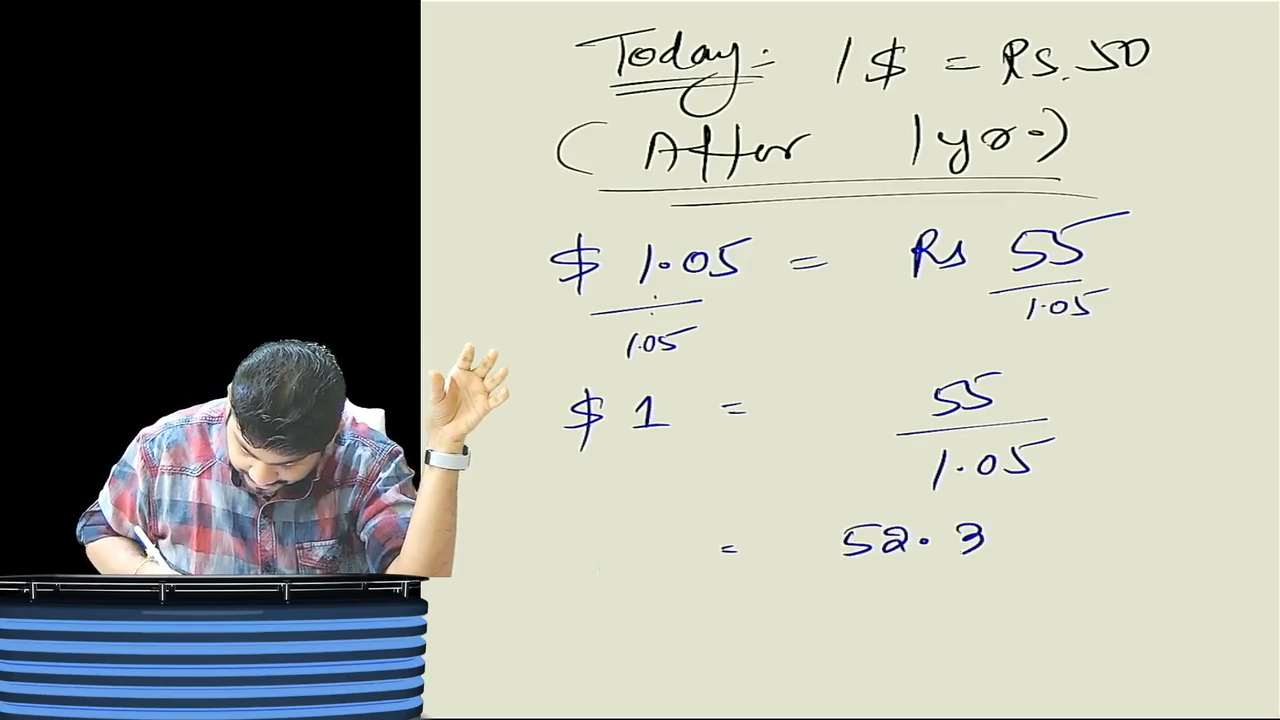 Today:- 1 $ = Rs. 50
(After 1yr.)
$ 1.05 = Rs 55
1.05 1.05
$ 1 = 55
1.05
= 52.3